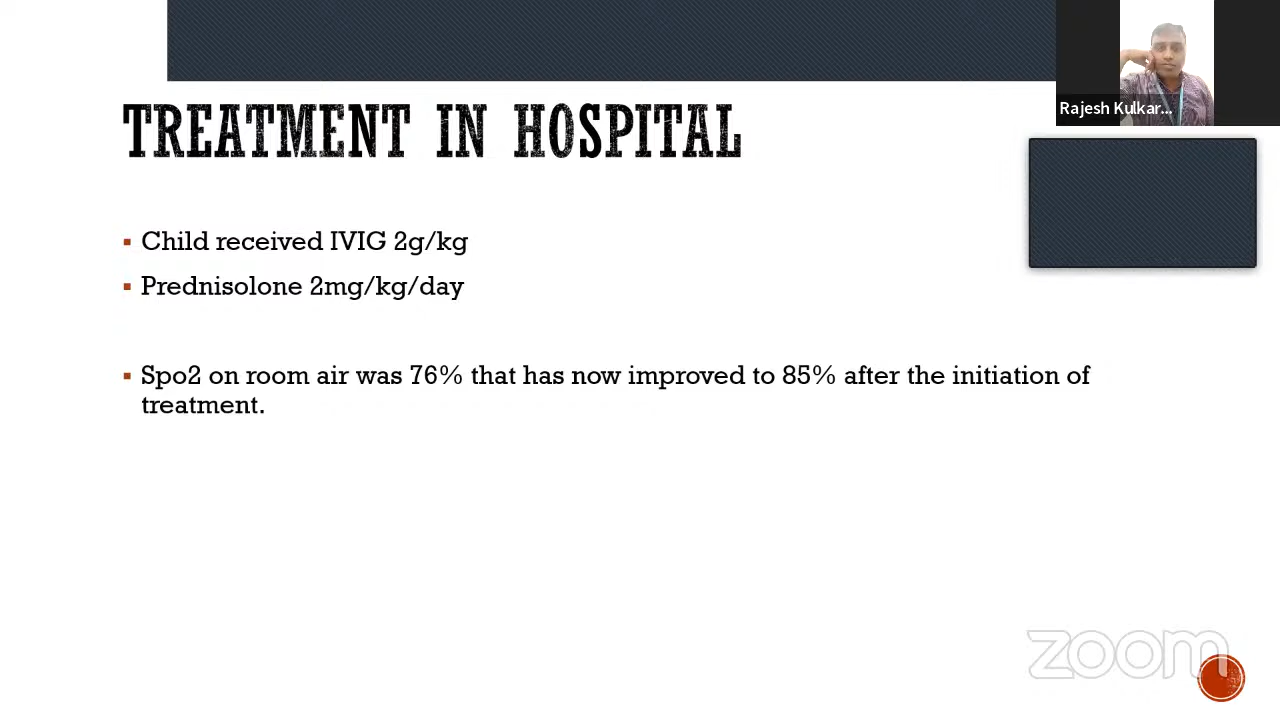 Rajesh Kulkar...
TREATMENT IN HOSPITAL
Child received IVIG 2g/kg
Prednisolone 2mg/kg/day
Spo2 on room air was 76% that has now improved to 85% after the initiation of
treatment.
zoom